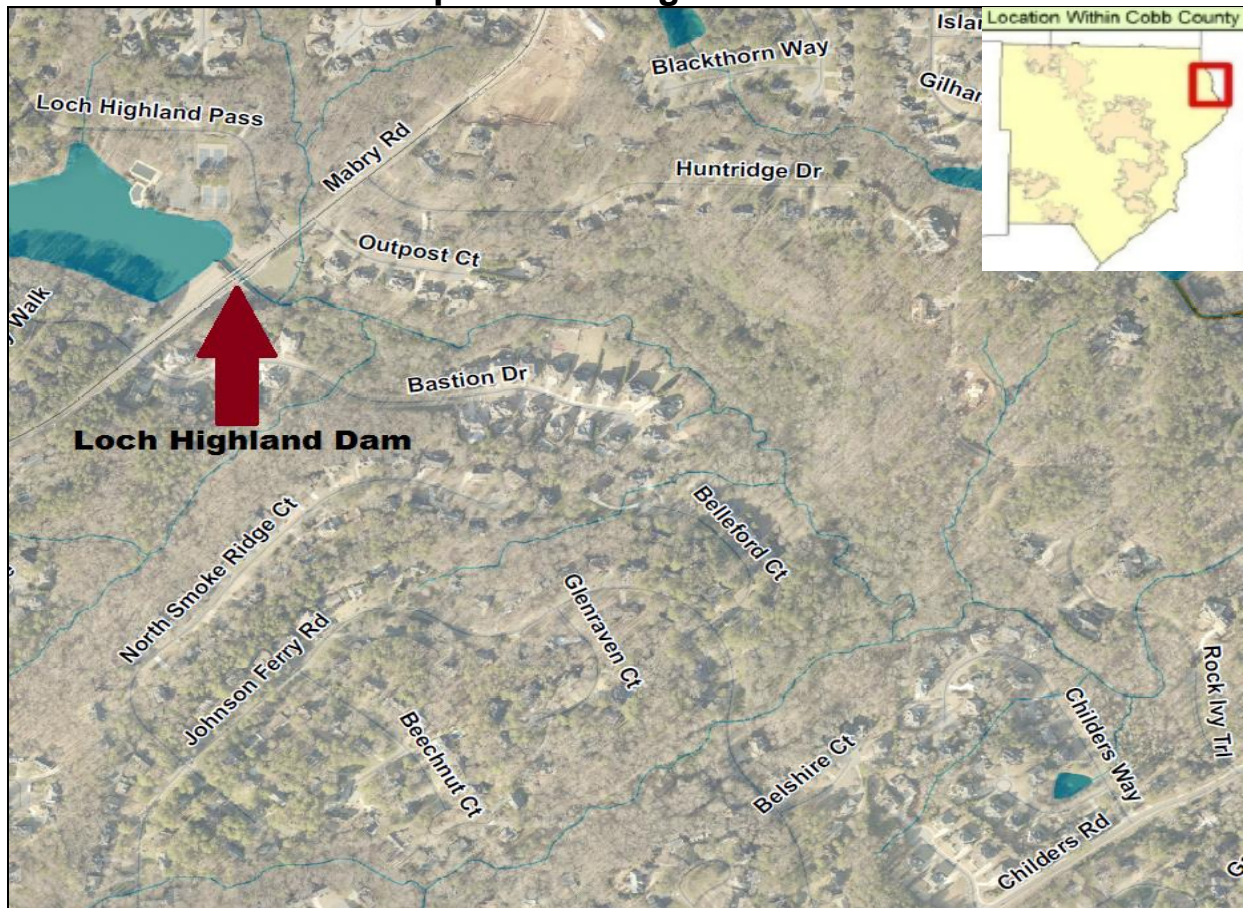 Location Within Cobb County
Blackthorn Way
Loch Highland Pass
Mabry Rd
Huntridge Dr
Outpost Ct
Walk
Bastion Dr
Loch Highland Dam
Belleford Ct
North Smoke Ridge Ct
Glenraven Ct
Johnson Ferry Rd
Rock Ivy Trl
Childers Way
Beechnut Ct
Belshire Ct
Childers Rd